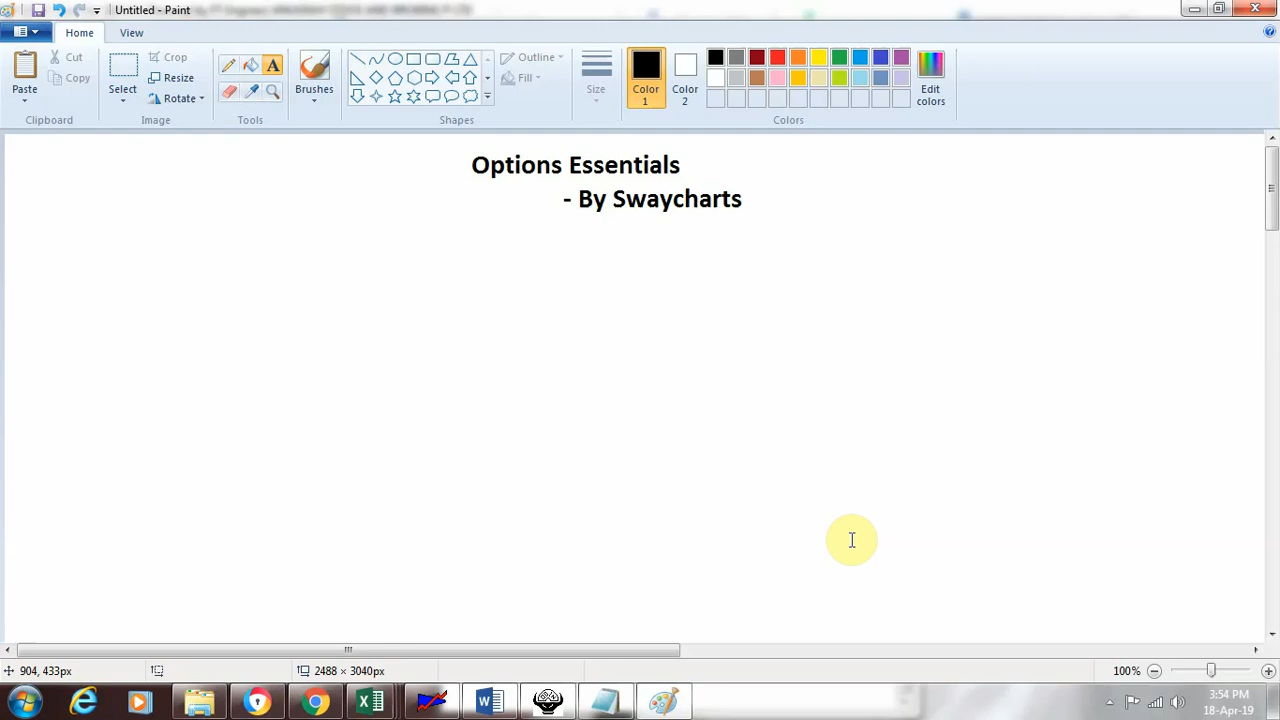 Untitled - Paint
Home
View
Cut
Copy
Paste
Clipboard
Select
Crop
Resize
Rotate
Image
A
Tools
Brushes
Outline
Fill
Shapes
Size
Color
1
Color
2
Edit
colors
Colors
Options Essentials
- By Swaycharts
904, 433px
2488 × 3040px
100%
3:54 PM
18-Apr-19